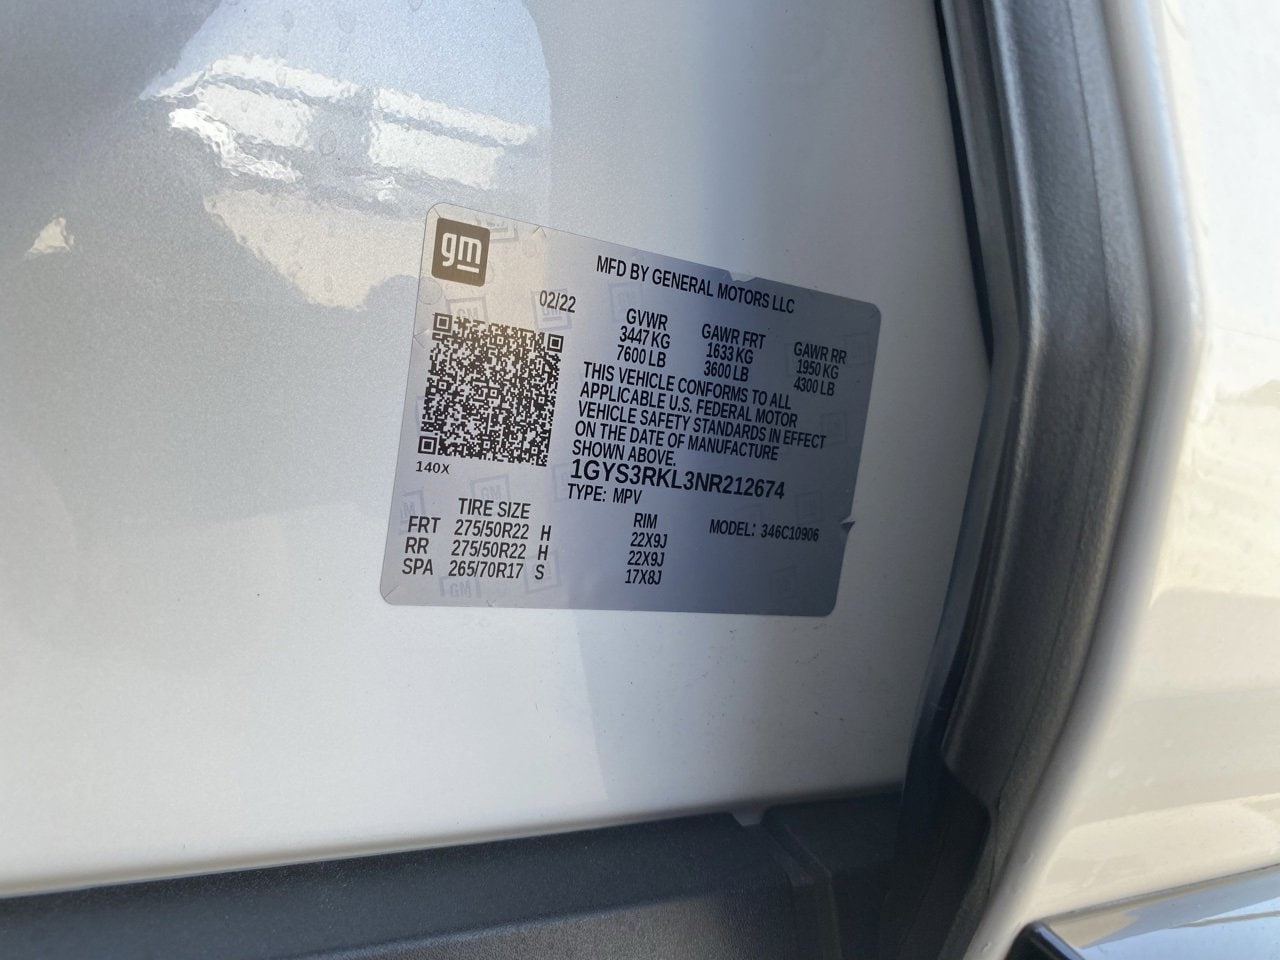 gm
MFD BY GENERAL MOTORS LLC
02/22
GVWR GAWR FRT GAWR RR
3447 KG 1633 KG 1950 KG
7600 LB 3600 LB 4300 LB
THIS VEHICLE CONFORMS TO ALL
APPLICABLE U.S. FEDERAL MOTOR
VEHICLE SAFETY STANDARDS IN EFFECT
ON THE DATE OF MANUFACTURE
SHOWN ABOVE.
140X
1GYS3RKL3NR212674
TYPE: MPV
MODEL: 346C10906
TIRE SIZE RIM
FRT 275/50R22 H 22X9J
RR 275/50R22 H 22X9J
SPA 265/70R17 S 17X8J